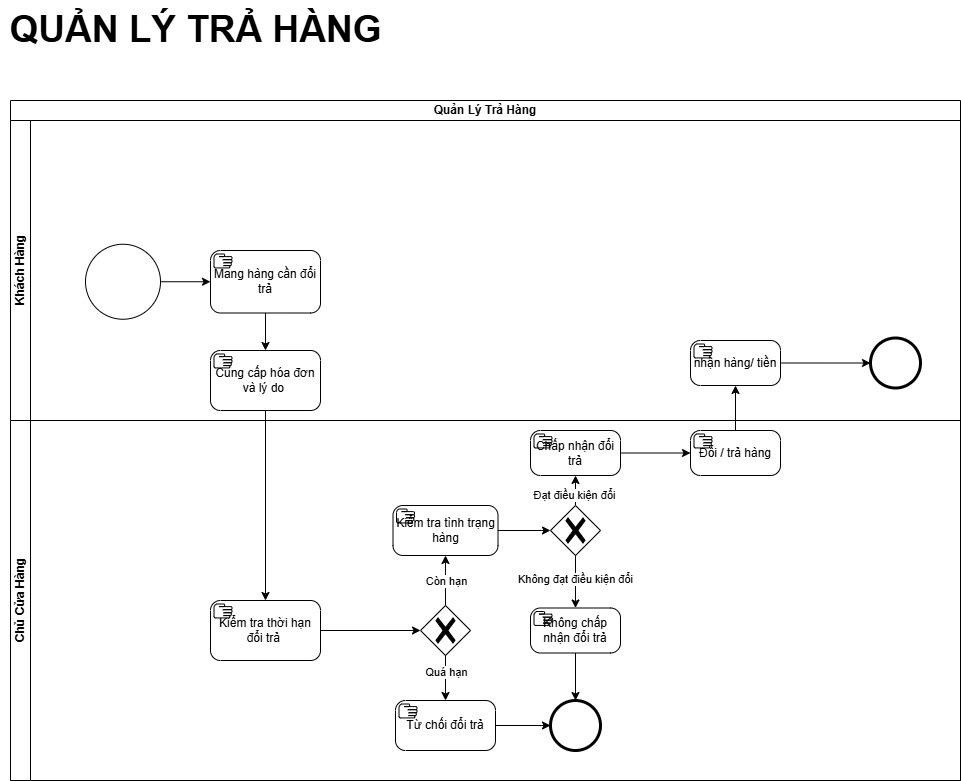 QUẢN LÝ TRẢ HÀNG
Quản Lý Trả Hàng
Khách Hàng
Mang hàng cần đổi
trả
Cung cấp hóa đơn
và lý do
nhận hàng/ tiền
Chủ Cửa Hàng
Chấp nhận đổi
trả
Đổi / trả hàng
Đạt điều kiện đổi
Kiểm tra tình trạng
hàng
Còn hạn
Không đạt điều kiện đổi
Kiểm tra thời hạn
đổi trả
Không chấp
nhận đổi trả
Quá hạn
Từ chối đổi trả